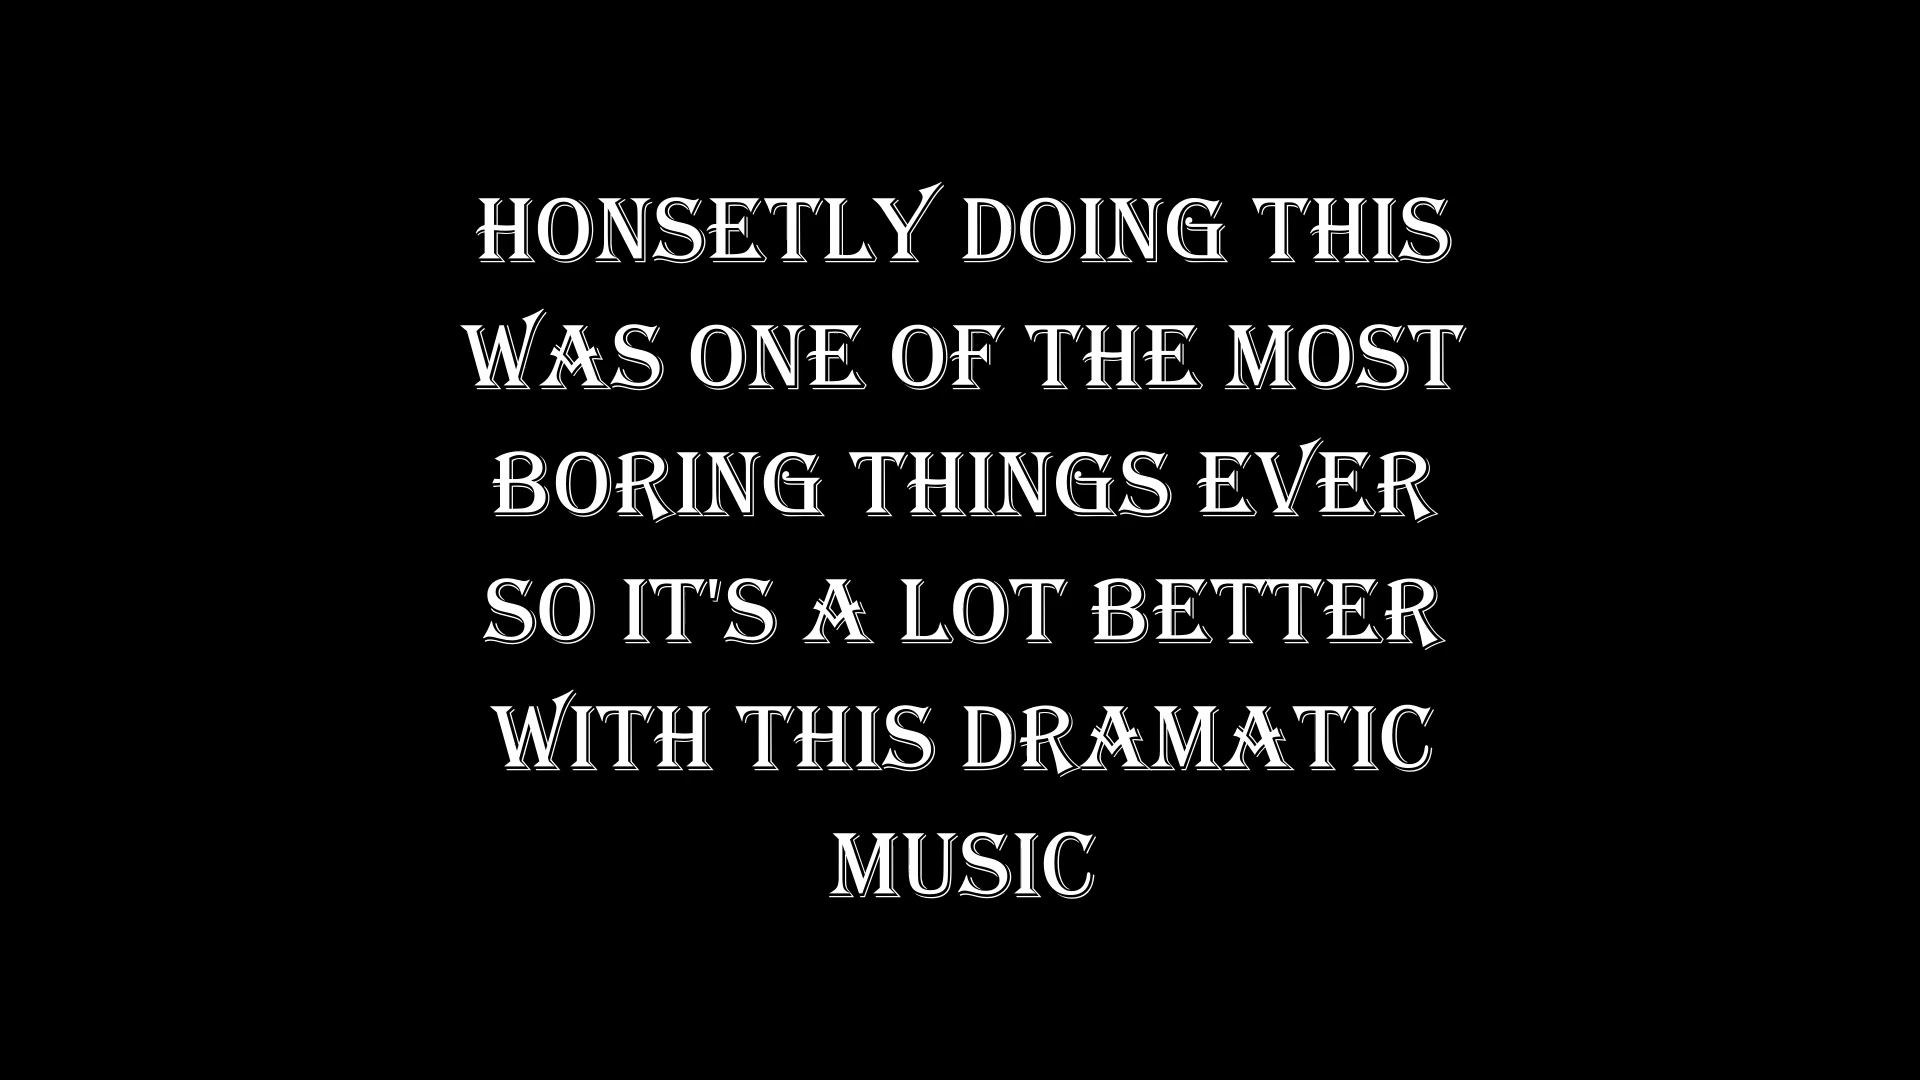 HONSETLY DOING THIS
WAS ONE OF THE MOST
BORING THINGS EVER
SO IT'S A LOT BETTER
WITH THIS DRAMATIC
MUSIC